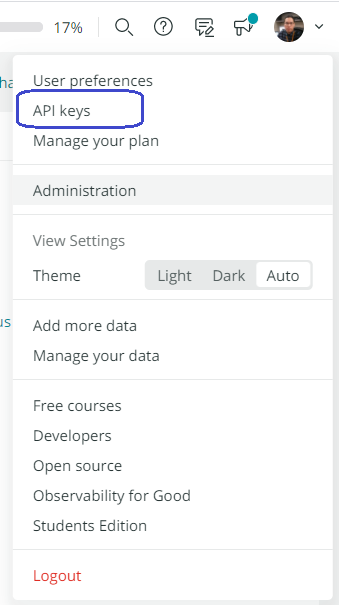 17%
User preferences
API keys
Manage your plan
Administration
View Settings
Theme Light Dark Auto
Add more data
Manage your data
Free courses
Developers
Open source
Observability for Good
Students Edition
Logout